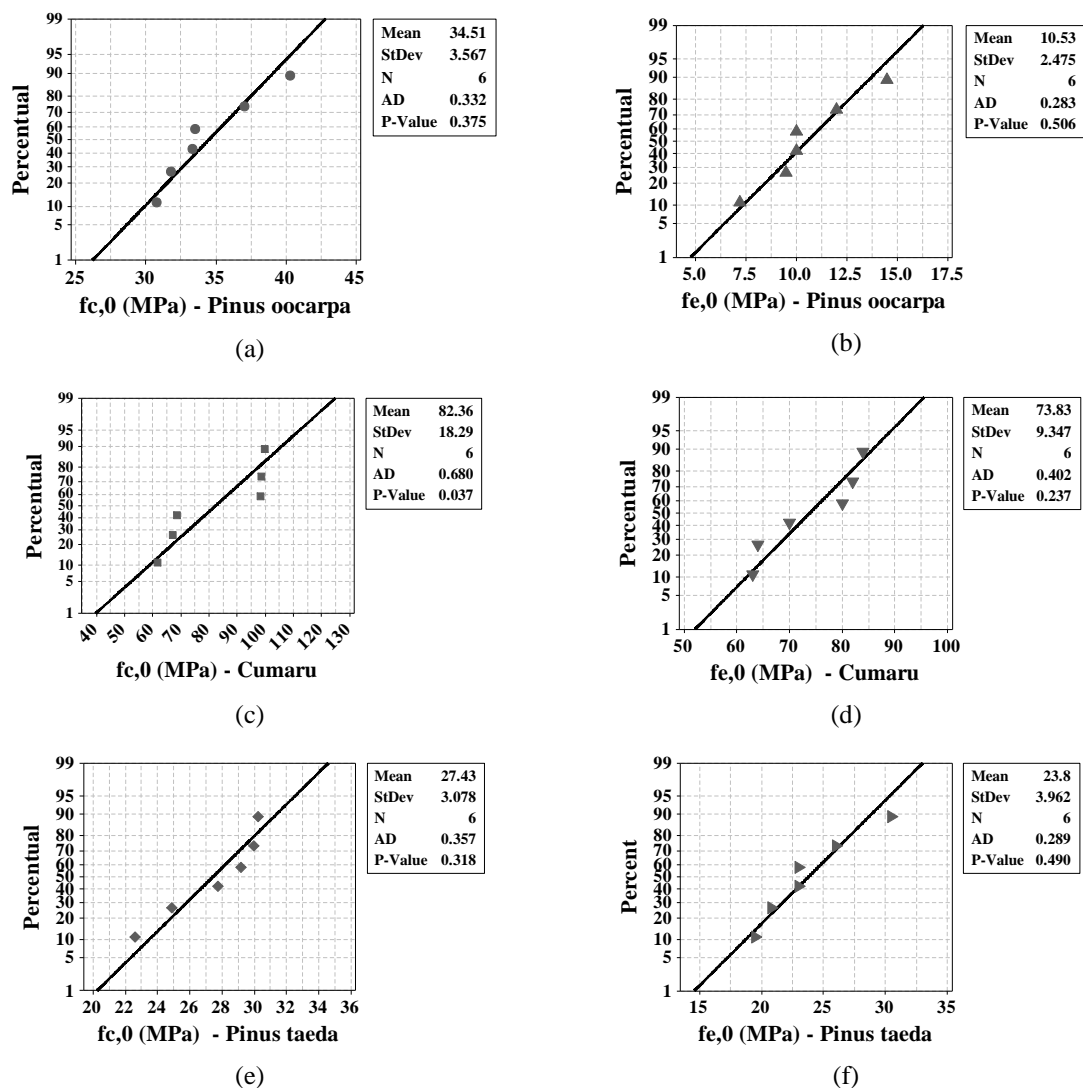 99
95
90
80
70
60
50
40
30
20
10
5
1
Percentual
25 30 35 40 45
fc,0 (MPa) - Pinus oocarpa
Mean 34.51
StDev 3.567
N 6
AD 0.332
P-Value 0.375
(a)
99
95
90
80
70
60
50
40
30
20
10
5
1
Percentual
5.0 7.5 10.0 12.5 15.0 17.5
fe,0 (MPa) - Pinus oocarpa
Mean 10.53
StDev 2.475
N 6
AD 0.283
P-Value 0.506
(b)
99
95
90
80
70
60
50
40
30
20
10
5
1
Percentual
40 50 60 70 80 90 100 110 120 130
fc,0 (MPa) - Cumaru
Mean 82.36
StDev 18.29
N 6
AD 0.680
P-Value 0.037
(c)
99
95
90
80
70
60
50
40
30
20
10
5
1
Percentual
50 60 70 80 90 100
fe,0 (MPa) - Cumaru
Mean 73.83
StDev 9.347
N 6
AD 0.402
P-Value 0.237
(d)
99
95
90
80
70
60
50
40
30
20
10
5
1
Percentual
20 22 24 26 28 30 32 34 36
fc,0 (MPa) - Pinus taeda
Mean 27.43
StDev 3.078
N 6
AD 0.357
P-Value 0.318
(e)
99
95
90
80
70
60
50
40
30
20
10
5
1
Percent
15 20 25 30 35
fe,0 (MPa) - Pinus taeda
Mean 23.8
StDev 3.962
N 6
AD 0.289
P-Value 0.490
(f)